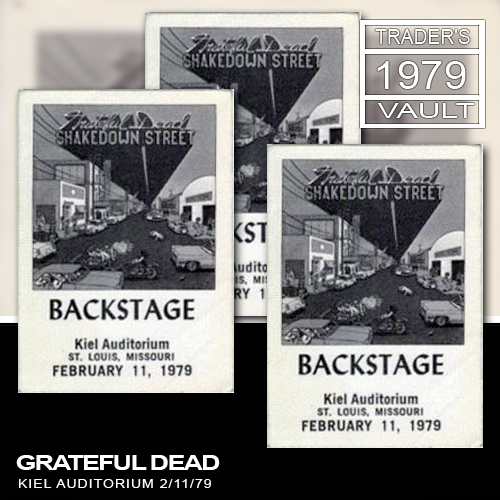 TRADER'S
1979
VAULT
Grateful Dead
SHAKEDOWN STREET
Grateful Dead
SHAKEDOWN STREET
BACKSTAGE
Kiel Auditorium
ST. LOUIS, MISSOURI
FEBRUARY 11, 1979
Grateful Dead
SHAKEDOWN STREET
BACKSTAGE
Kiel Auditorium
ST. LOUIS, MISSOURI
FEBRUARY 11, 1979
GRATEFUL DEAD
KIEL AUDITORIUM 2/11/79